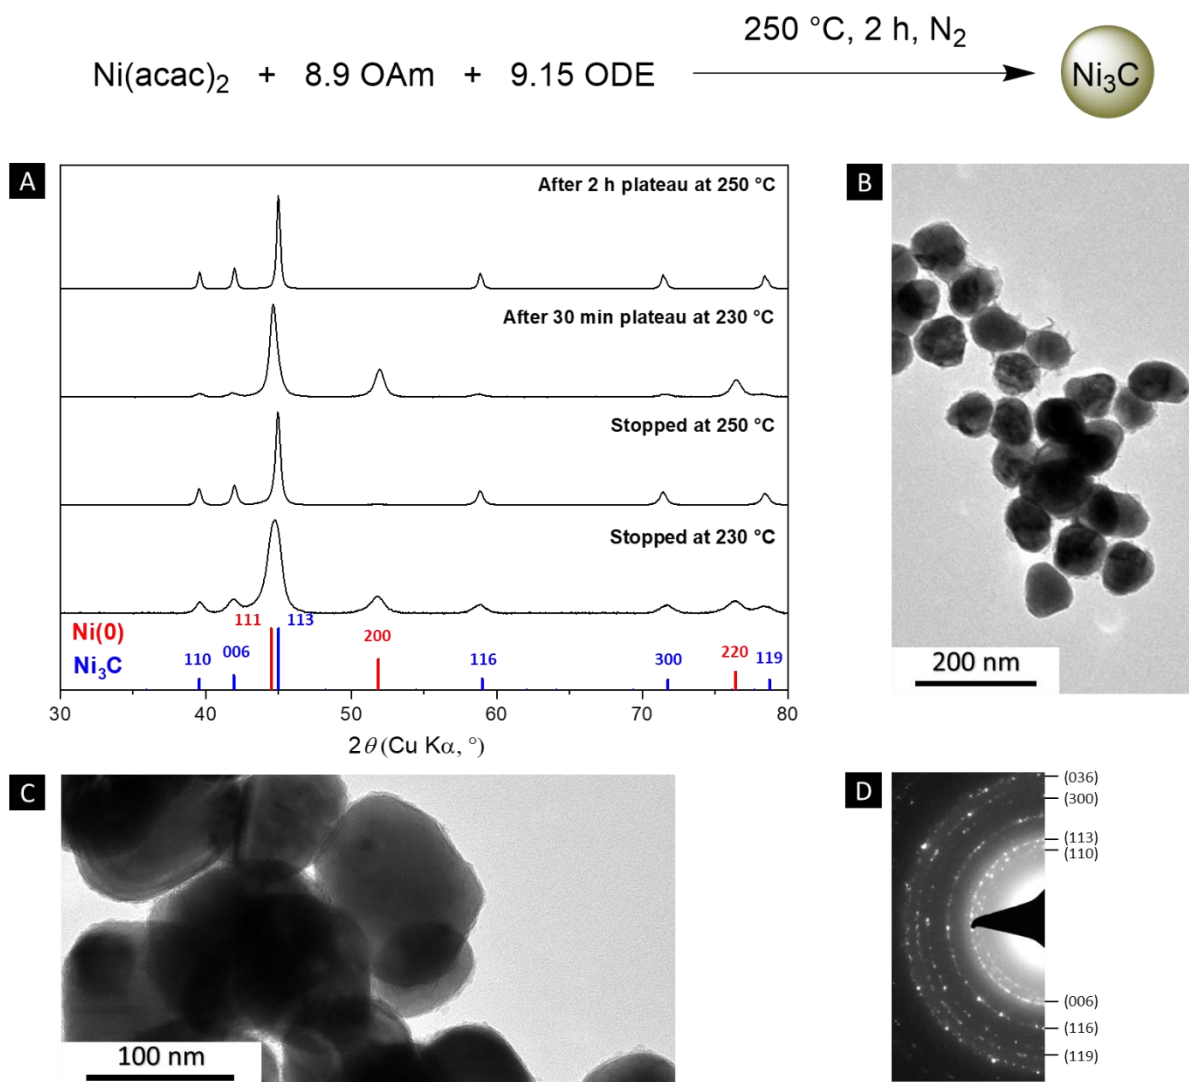 250 °C, 2 h, N₂
Ni(acac)₂ + 8.9 OAm + 9.15 ODE
Ni₃C
A
After 2 h plateau at 250 °C
After 30 min plateau at 230 °C
Stopped at 250 °C
Stopped at 230 °C
Ni(0)
Ni₃C
110
006
111
113
200
116
300
220
119
30 40 50 60 70 80
2θ (Cu Kα, °)
B
200 nm
C
100 nm
D
(036)
(300)
(113)
(110)
(006)
(116)
(119)